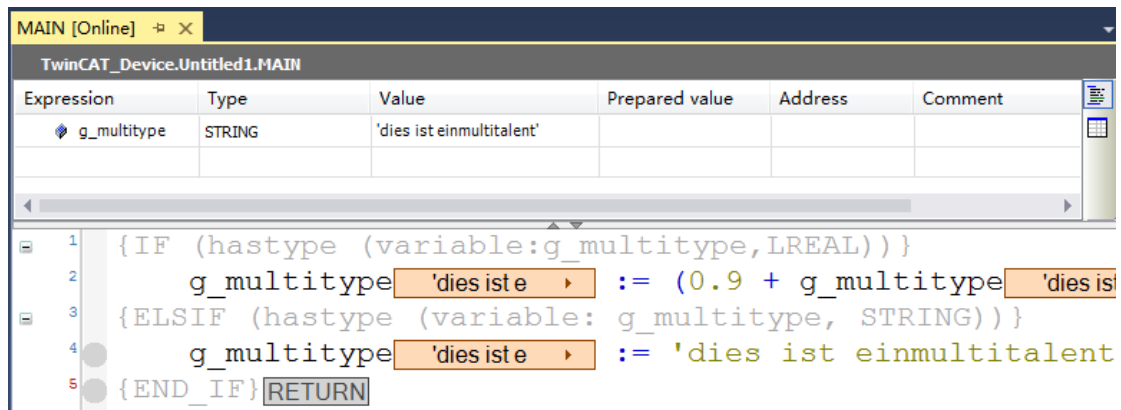 MAIN [Online]
TwinCAT_Device.Untitled1.MAIN
Expression Type Value Prepared value Address Comment
g_multitype STRING 'dies ist einmultitalent'
1 {IF (hastype (variable:g_multitype,LREAL))}
2 g_multitype 'dies ist e := (0.9 + g_multitype 'dies ist
3 {ELSIF (hastype (variable: g_multitype, STRING))}
4 g_multitype 'dies ist e := 'dies ist einmultitalent
5 {END_IF} RETURN